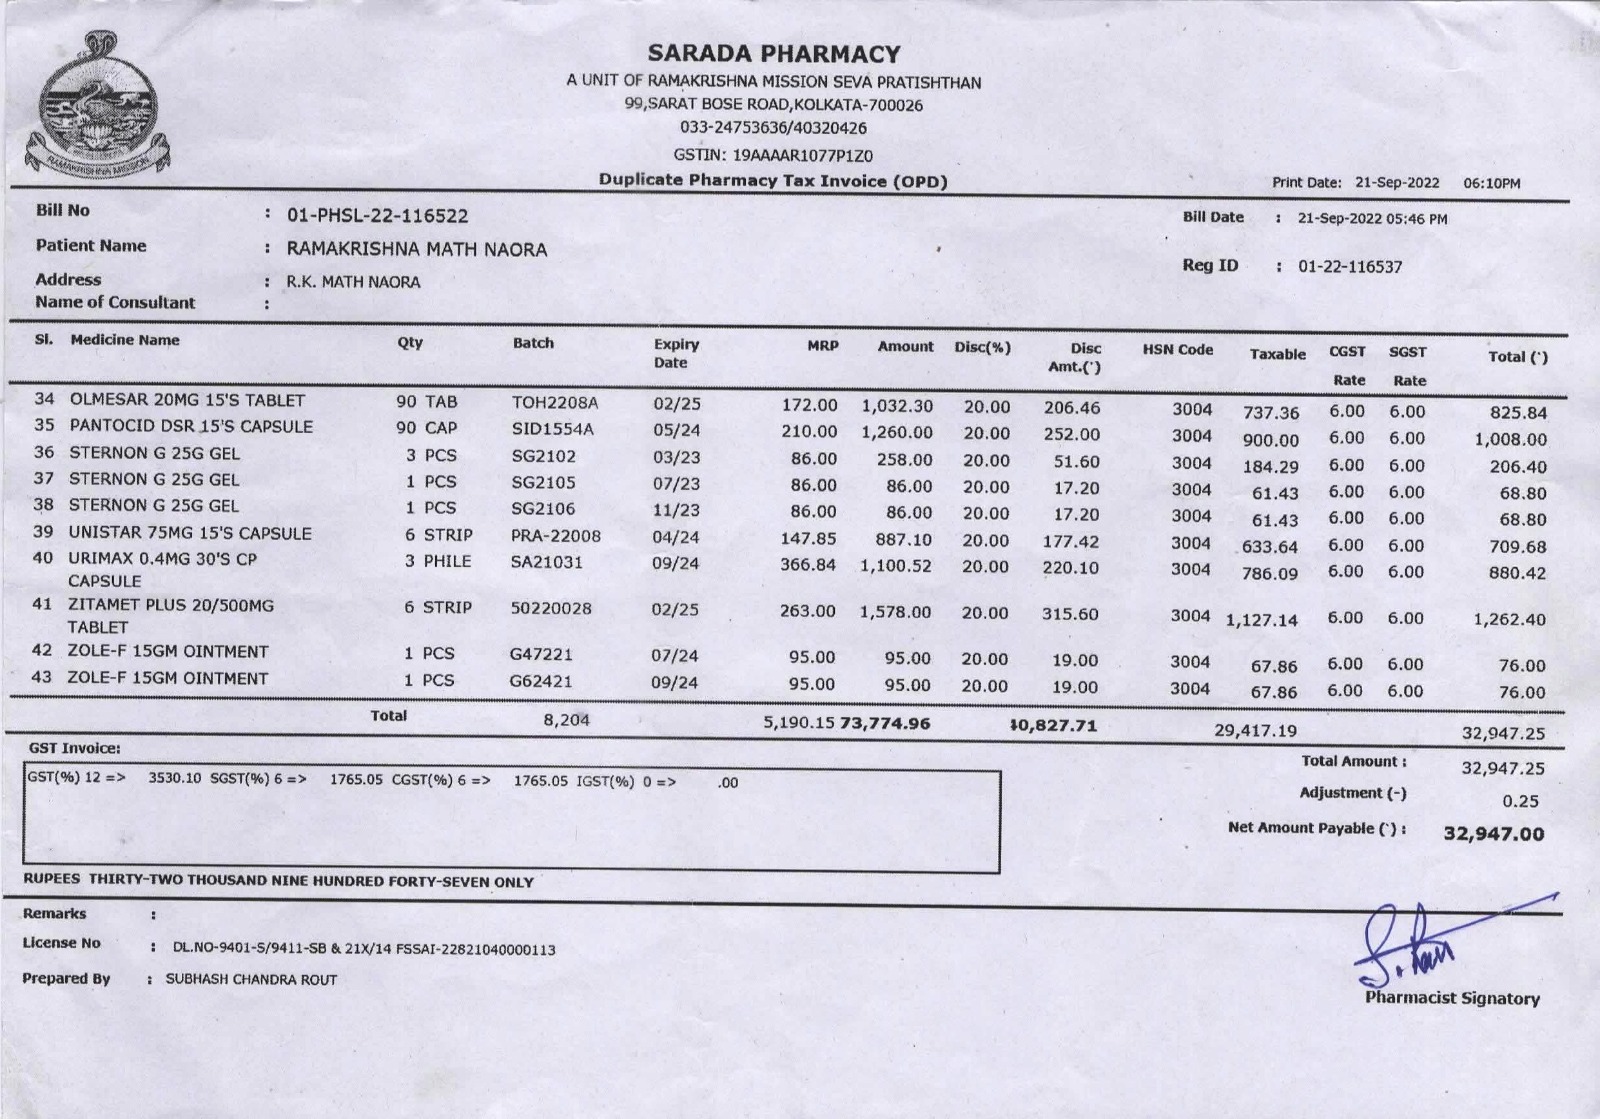 SARADA PHARMACY
A UNIT OF RAMAKRISHNA MISSION SEVA PRATISHTHAN
99,SARAT BOSE ROAD,KOLKATA-700026
033-24753636/40320426
GSTIN: 19AAAAR1077P1Z0
RAMAKRISHNA MISSION
Duplicate Pharmacy Tax Invoice (OPD) Print Date: 21-Sep-2022 06:10PM
Bill No : 01-PHSL-22-116522 Bill Date : 21-Sep-2022 05:46 PM
Patient Name : RAMAKRISHNA MATH NAORA
Reg ID : 01-22-116537
Address : R.K. MATH NAORA
Name of Consultant :
Sl. Medicine Name Qty Batch Expiry Date MRP Amount Disc(%) Disc Amt.(`) HSN Code Taxable CGST Rate SGST Rate Total (`)
34 OLMESAR 20MG 15'S TABLET 90 TAB TOH2208A 02/25 172.00 1,032.30 20.00 206.46 3004 737.36 6.00 6.00 825.84
35 PANTOCID DSR 15'S CAPSULE 90 CAP SID1554A 05/24 210.00 1,260.00 20.00 252.00 3004 900.00 6.00 6.00 1,008.00
36 STERNON G 25G GEL 3 PCS SG2102 03/23 86.00 258.00 20.00 51.60 3004 184.29 6.00 6.00 206.40
37 STERNON G 25G GEL 1 PCS SG2105 07/23 86.00 86.00 20.00 17.20 3004 61.43 6.00 6.00 68.80
38 STERNON G 25G GEL 1 PCS SG2106 11/23 86.00 86.00 20.00 17.20 3004 61.43 6.00 6.00 68.80
39 UNISTAR 75MG 15'S CAPSULE 6 STRIP PRA-22008 04/24 147.85 887.10 20.00 177.42 3004 633.64 6.00 6.00 709.68
40 URIMAX 0.4MG 30'S CP 3 PHILE SA21031 09/24 366.84 1,100.52 20.00 220.10 3004 786.09 6.00 6.00 880.42
CAPSULE
41 ZITAMET PLUS 20/500MG 6 STRIP 50220028 02/25 263.00 1,578.00 20.00 315.60 3004 1,127.14 6.00 6.00 1,262.40
TABLET
42 ZOLE-F 15GM OINTMENT 1 PCS G47221 07/24 95.00 95.00 20.00 19.00 3004 67.86 6.00 6.00 76.00
43 ZOLE-F 15GM OINTMENT 1 PCS G62421 09/24 95.00 95.00 20.00 19.00 3004 67.86 6.00 6.00 76.00
Total 8,204 5,190.15 73,774.96 10,827.71 29,417.19 32,947.25
GST Invoice:
GST(%) 12 => 3530.10 SGST(%) 6 => 1765.05 CGST(%) 6 => 1765.05 IGST(%) 0 => .00
Total Amount : 32,947.25
Adjustment (-) 0.25
Net Amount Payable (`) : 32,947.00
RUPEES THIRTY-TWO THOUSAND NINE HUNDRED FORTY-SEVEN ONLY
Remarks :
License No : DL.NO-9401-S/9411-SB & 21X/14 FSSAI-22821040000113
Prepared By : SUBHASH CHANDRA ROUT
Pharmacist Signatory